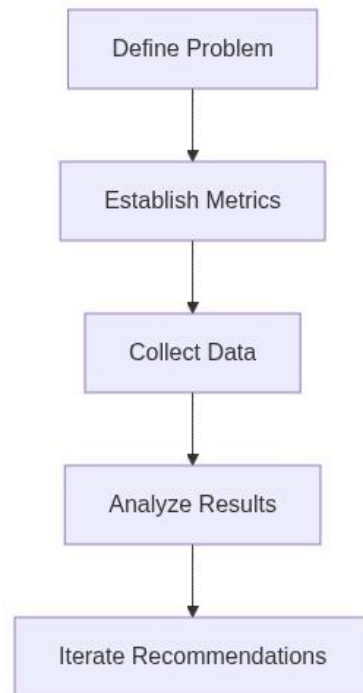 Define Problem
Establish Metrics
Collect Data
Analyze Results
Iterate Recommendations